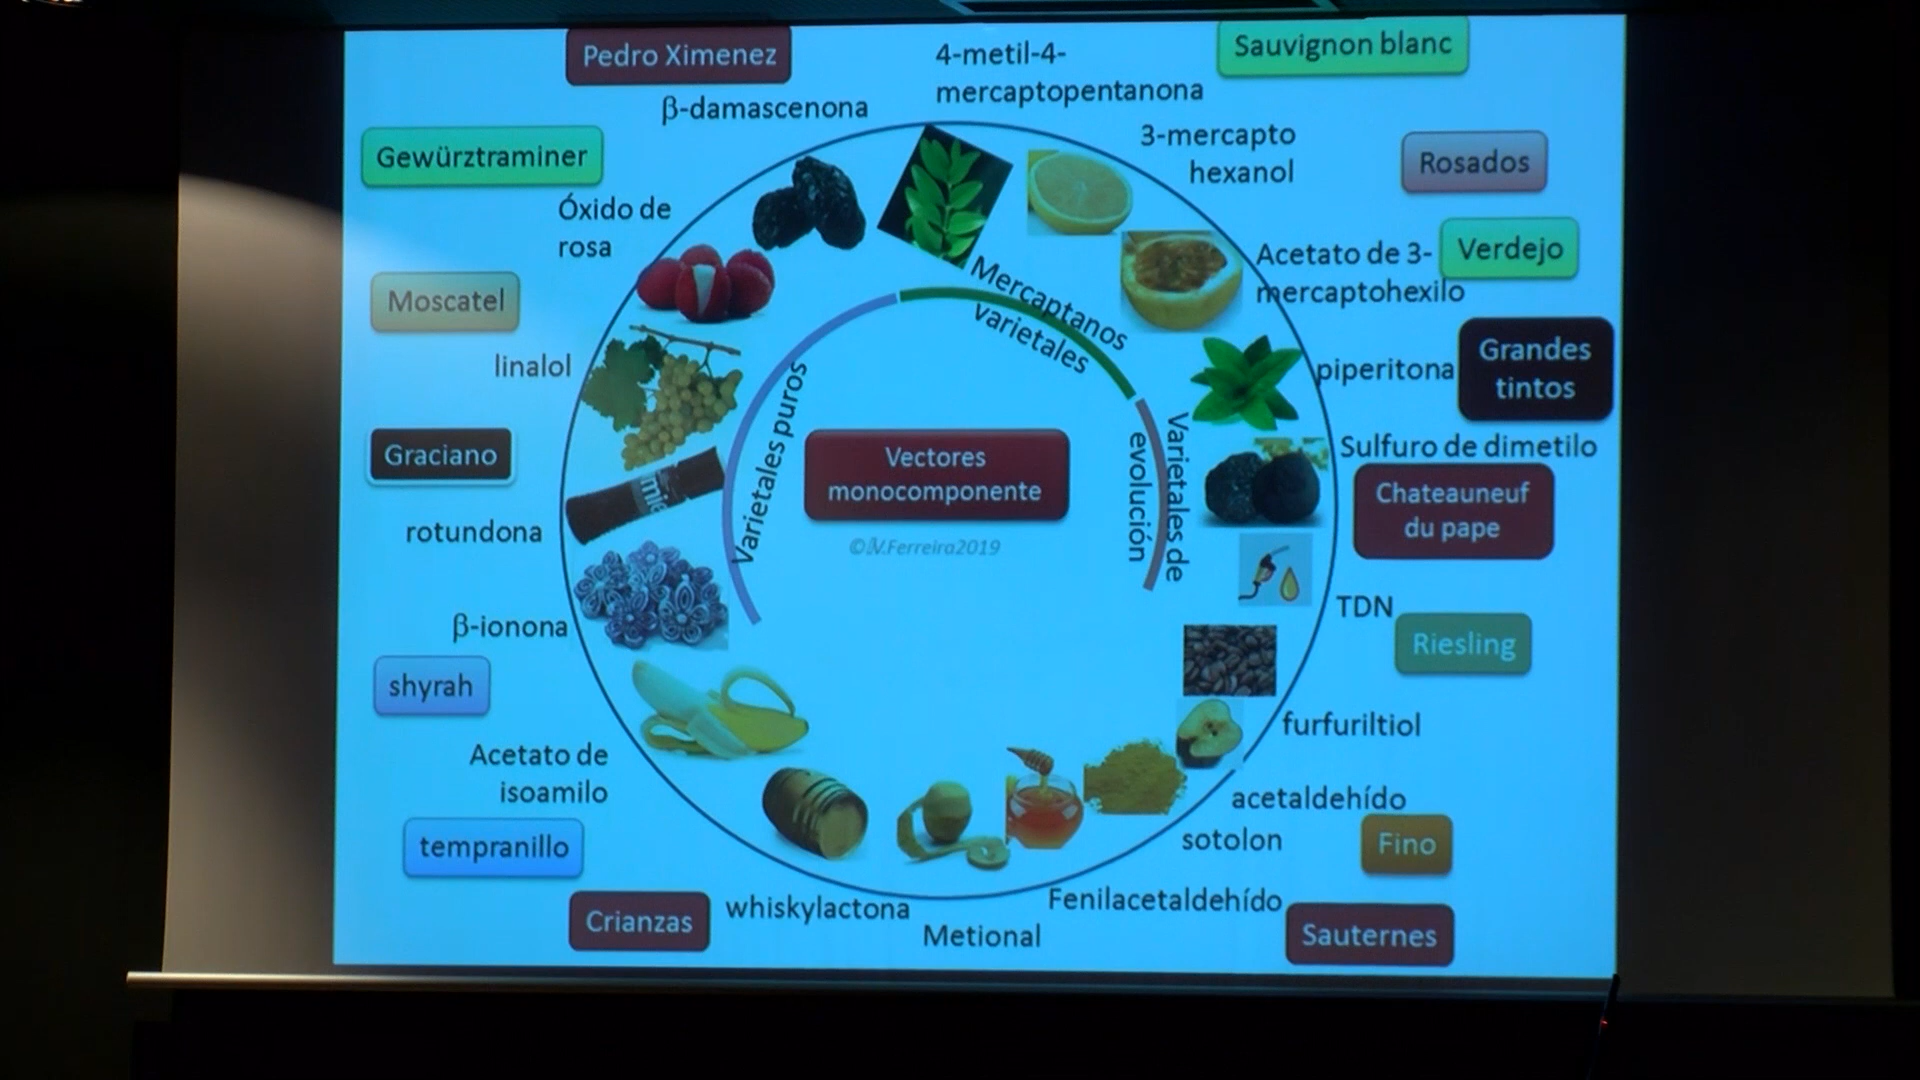 Pedro Ximenez
4-metil-4-
mercaptopentanona
Sauvignon blanc
β-damascenona
3-mercapto
hexanol
Gewürztraminer
Rosados
Óxido de
rosa
Acetato de 3-
mercaptohexilo
Verdejo
Moscatel
Mercaptanos
varietales
linalol
piperitona
Grandes
tintos
Varietales puros
Varietales de
evolución
Graciano
Vectores
monocomponente
Sulfuro de dimetilo
Chateauneuf
du pape
rotundona
©V.Ferreira2019
β-ionona
TDN
Riesling
shyrah
furfuriltiol
Acetato de
isoamilo
acetaldehído
sotolon
Fino
tempranillo
Crianzas
whiskylactona
Metional
Fenilacetaldehído
Sauternes